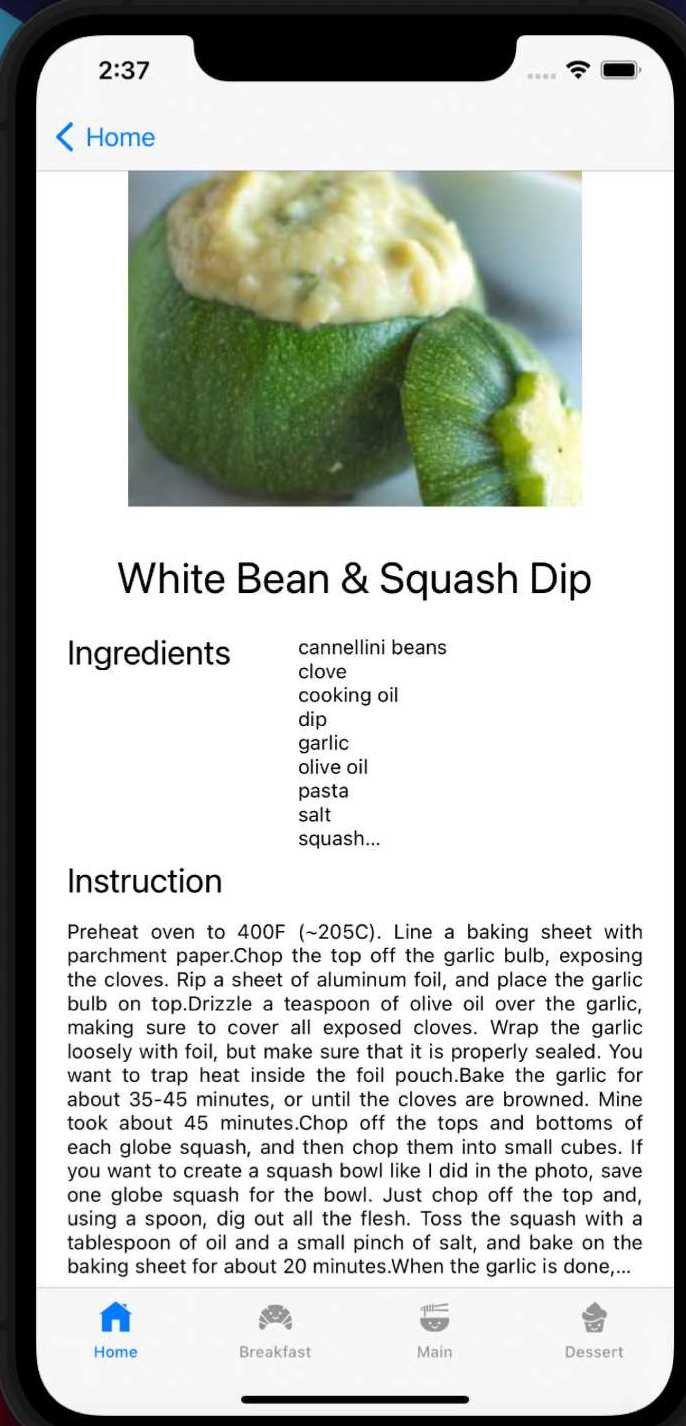 2:37
Home
White Bean & Squash Dip
Ingredients
cannellini beans
clove
cooking oil
dip
garlic
olive oil
pasta
salt
squash...
Instruction
Preheat oven to 400F (~205C). Line a baking sheet with
parchment paper.Chop the top off the garlic bulb, exposing
the cloves. Rip a sheet of aluminum foil, and place the garlic
bulb on top.Drizzle a teaspoon of olive oil over the garlic,
making sure to cover all exposed cloves. Wrap the garlic
loosely with foil, but make sure that it is properly sealed. You
want to trap heat inside the foil pouch.Bake the garlic for
about 35-45 minutes, or until the cloves are browned. Mine
took about 45 minutes.Chop off the tops and bottoms of
each globe squash, and then chop them into small cubes. If
you want to create a squash bowl like I did in the photo, save
one globe squash for the bowl. Just chop off the top and,
using a spoon, dig out all the flesh. Toss the squash with a
tablespoon of oil and a small pinch of salt, and bake on the
baking sheet for about 20 minutes.When the garlic is done,...
Home Breakfast Main Dessert